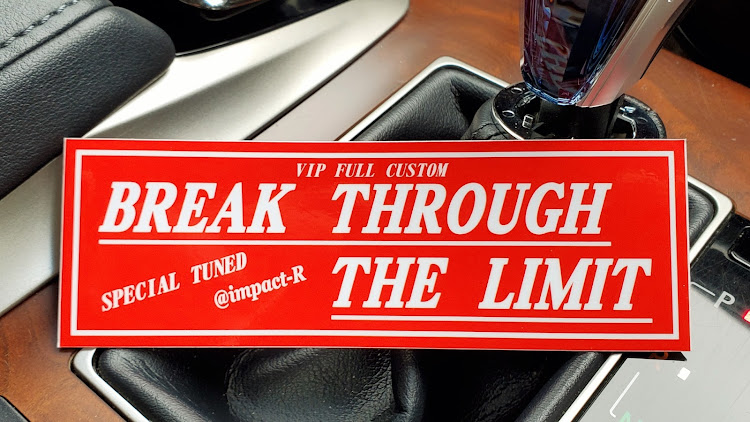 VIP FULL CUSTOM
BREAK THROUGH
THE LIMIT
SPECIAL TUNED
@impact-R
P